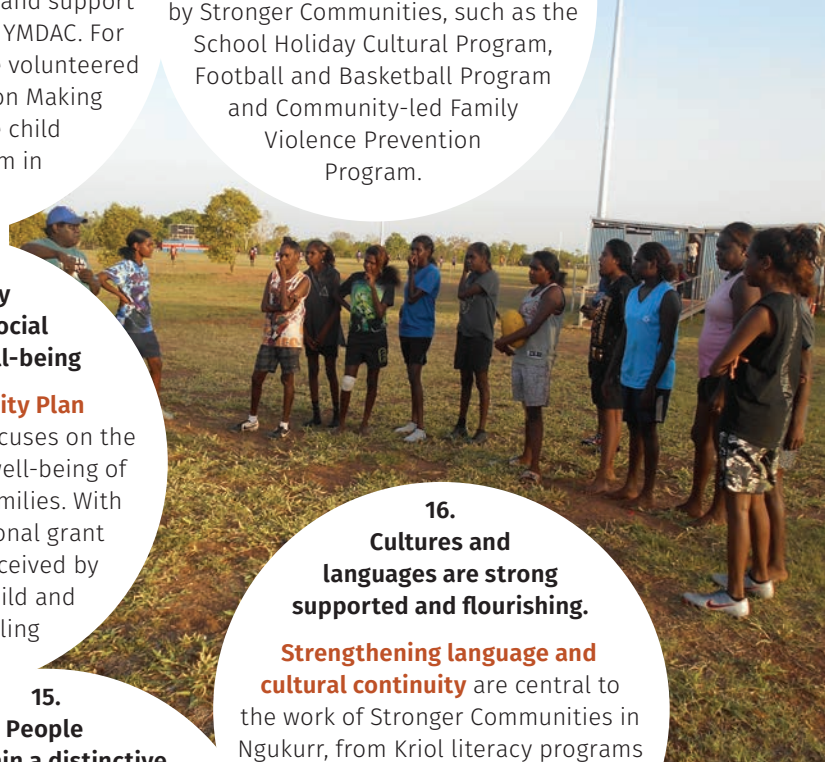 and support
YMDAC. For
volunteered
on Making
child
m in
by Stronger Communities, such as the
School Holiday Cultural Program,
Football and Basketball Program
and Community-led Family
Violence Prevention
Program.
y
ocial
ll-being
ity Plan
cuses on the
well-being of
milies. With
onal grant
ceived by
ild and
ling
15.
People
in a distinctive
16.
Cultures and
languages are strong
supported and flourishing.
Strengthening language and
cultural continuity are central to
the work of Stronger Communities in
Ngukurr, from Kriol literacy programs